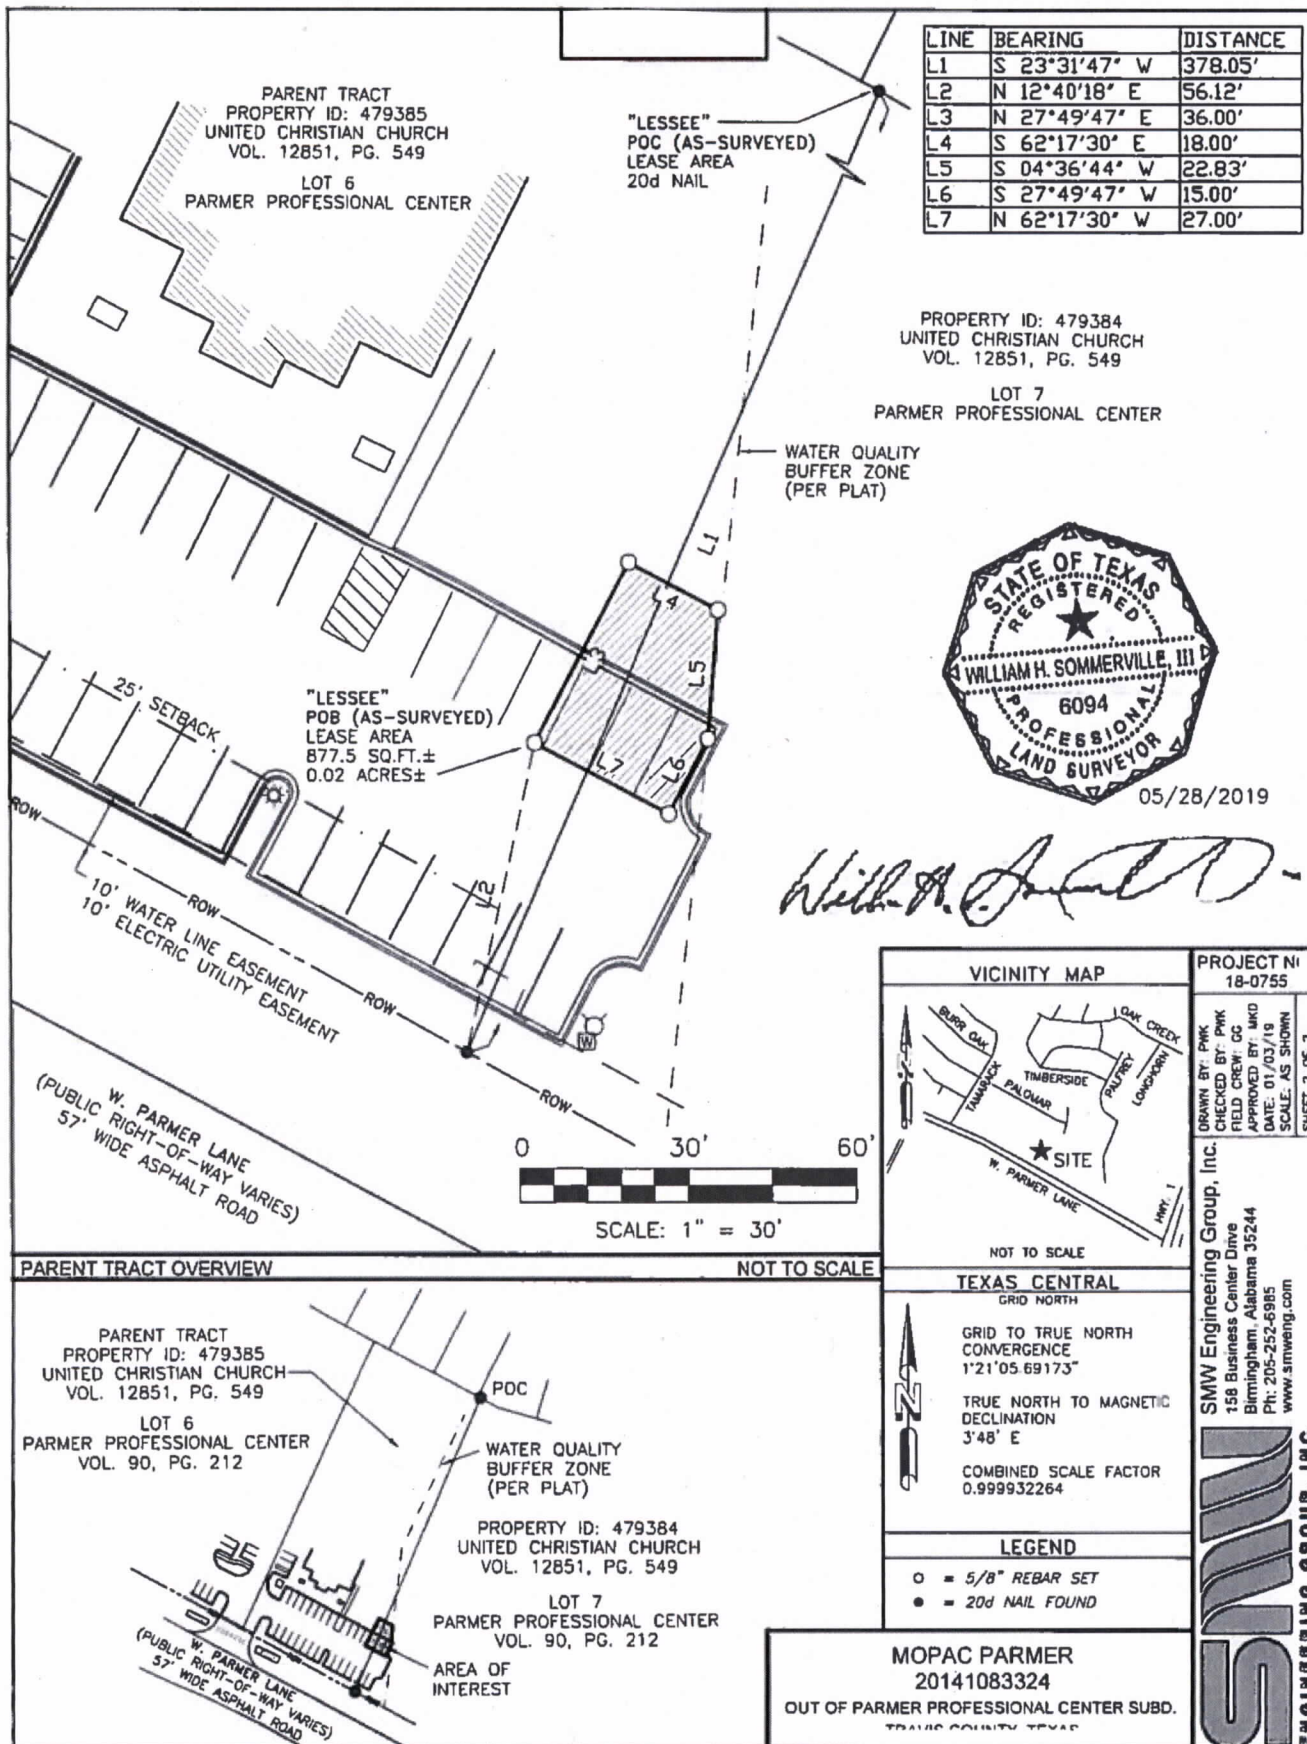 LINE BEARING DISTANCE
L1 S 23°31'47" W 378.05'
L2 N 12°40'18" E 56.12'
L3 N 27°49'47" E 36.00'
L4 S 62°17'30" E 18.00'
L5 S 04°36'44" W 22.83'
L6 S 27°49'47" W 15.00'
L7 N 62°17'30" W 27.00'
PARENT TRACT
PROPERTY ID: 479385
UNITED CHRISTIAN CHURCH
VOL. 12851, PG. 549
LOT 6
PARMER PROFESSIONAL CENTER
"LESSEE"
POC (AS-SURVEYED)
LEASE AREA
20d NAIL
PROPERTY ID: 479384
UNITED CHRISTIAN CHURCH
VOL. 12851, PG. 549
LOT 7
PARMER PROFESSIONAL CENTER
WATER QUALITY
BUFFER ZONE
(PER PLAT)
L1
L4
L5
L7
L6
L2
STATE OF TEXAS
REGISTERED
WILLIAM H. SOMMERVILLE, III
6094
PROFESSIONAL
LAND SURVEYOR
05/28/2019
25' SETBACK
"LESSEE"
POB (AS-SURVEYED)
LEASE AREA
877.5 SQ.FT.±
0.02 ACRES±
ROW
ROW
ROW
ROW
10' WATER LINE EASEMENT
10' ELECTRIC UTILITY EASEMENT
W
W. PARMER LANE
(PUBLIC RIGHT-OF-WAY VARIES)
57' WIDE ASPHALT ROAD
0 30' 60'
SCALE: 1" = 30'
VICINITY MAP
BURR OAK
TAMARACK
PALOMAR
TIMBERSIDE
PALFREY
OAK CREEK
LONGHORN
SITE
W. PARMER LANE
HWY. 1
NOT TO SCALE
PROJECT N
18-0755
DRAWN BY: PWK
CHECKED BY: PWK
FIELD CREW: CG
APPROVED BY: MKD
DATE: 01/03/19
SCALE: AS SHOWN
PARENT TRACT OVERVIEW NOT TO SCALE
PARENT TRACT
PROPERTY ID: 479385
UNITED CHRISTIAN CHURCH
VOL. 12851, PG. 549
LOT 6
PARMER PROFESSIONAL CENTER
VOL. 90, PG. 212
POC
WATER QUALITY
BUFFER ZONE
(PER PLAT)
PROPERTY ID: 479384
UNITED CHRISTIAN CHURCH
VOL. 12851, PG. 549
LOT 7
PARMER PROFESSIONAL CENTER
VOL. 90, PG. 212
AREA OF
INTEREST
W. PARMER LANE
(PUBLIC RIGHT-OF-WAY VARIES)
57' WIDE ASPHALT ROAD
TEXAS CENTRAL
GRID NORTH
N
GRID TO TRUE NORTH
CONVERGENCE
1°21'05.69173"
TRUE NORTH TO MAGNETIC
DECLINATION
3°48' E
COMBINED SCALE FACTOR
0.999932264
LEGEND
○ = 5/8" REBAR SET
● = 20d NAIL FOUND
MOPAC PARMER
20141083324
OUT OF PARMER PROFESSIONAL CENTER SUBD.
TRAVIS COUNTY, TEXAS
SMW Engineering Group, Inc.
158 Business Center Drive
Birmingham, Alabama 35244
Ph: 205-252-6985
www.smweng.com
SMW
ENGINEERING GROUP, INC.